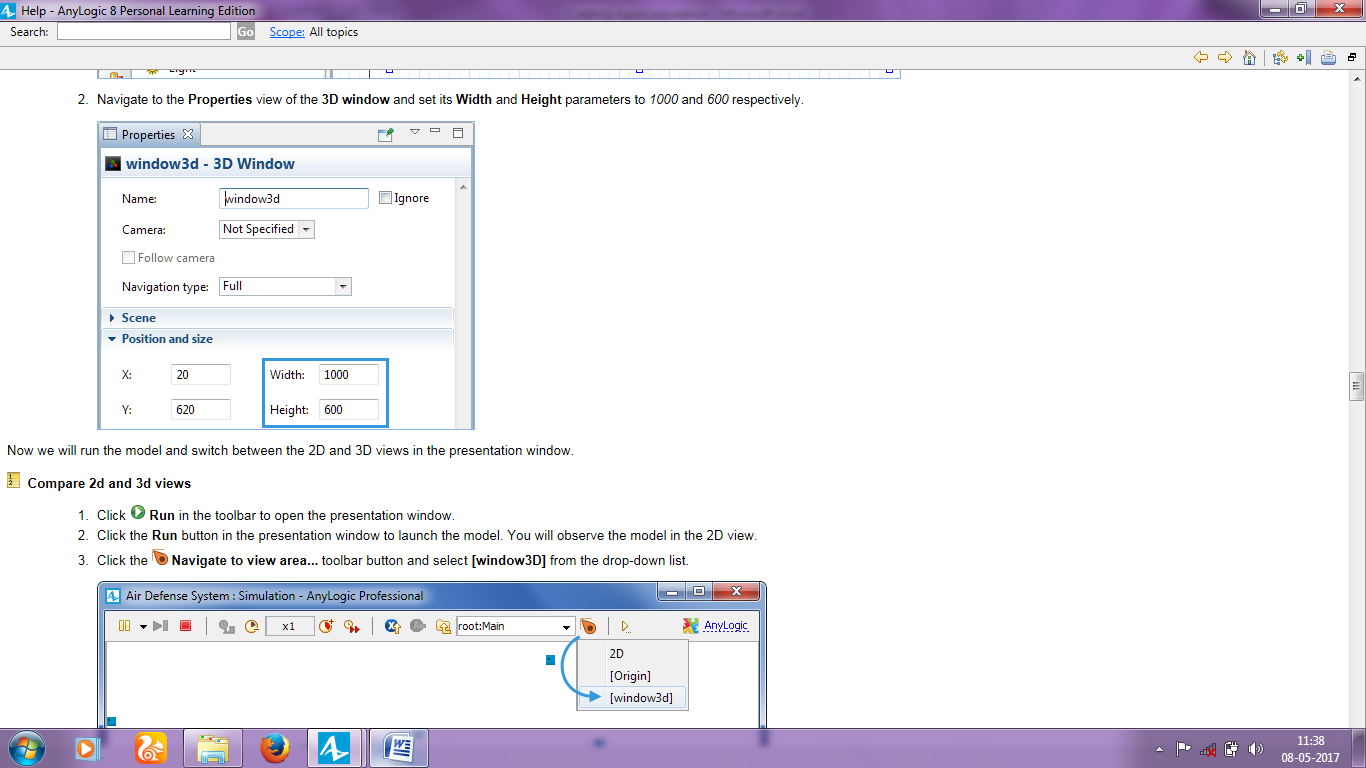 Help - AnyLogic 8 Personal Learning Edition
Search: Go Scope: All topics
2. Navigate to the Properties view of the 3D window and set its Width and Height parameters to 1000 and 600 respectively.
Properties
window3d - 3D Window
Name: window3d Ignore
Camera: Not Specified
Follow camera
Navigation type: Full
Scene
Position and size
X: 20 Width: 1000
Y: 620 Height: 600
Now we will run the model and switch between the 2D and 3D views in the presentation window.
Compare 2d and 3d views
1. Click Run in the toolbar to open the presentation window.
2. Click the Run button in the presentation window to launch the model. You will observe the model in the 2D view.
3. Click the Navigate to view area... toolbar button and select [window3D] from the drop-down list.
Air Defense System : Simulation - AnyLogic Professional
x1 root:Main AnyLogic
2D
[Origin]
[window3d]
11:38
08-05-2017